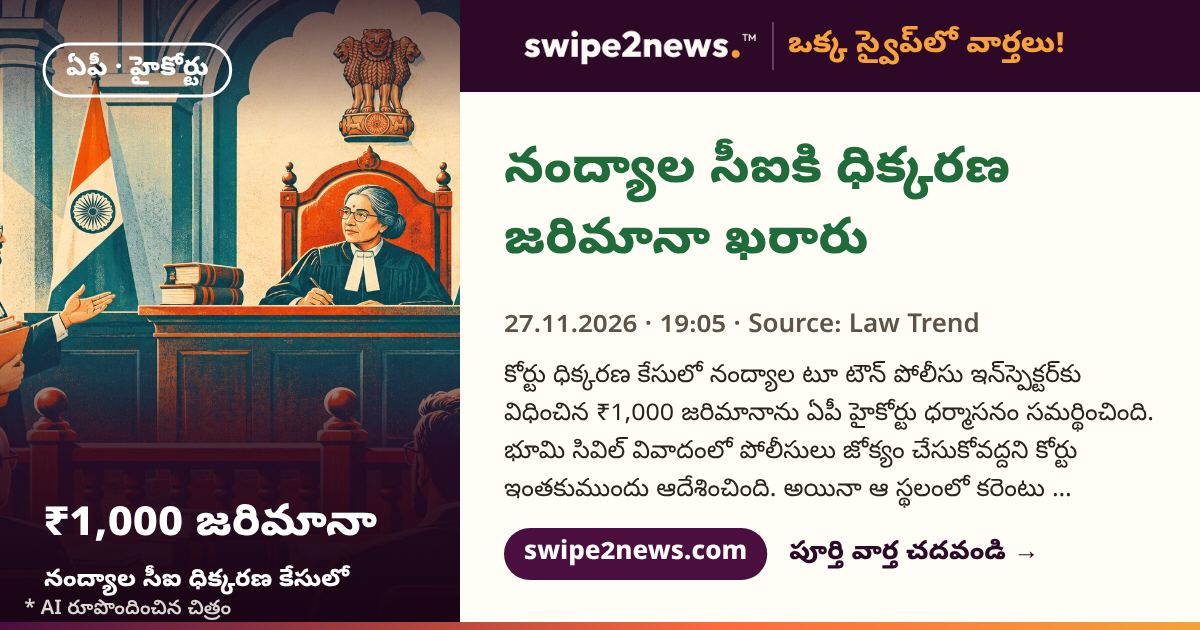 ఏపీ · హైకోర్టు
₹1,000 జరిమానా
నంద్యాల సీఐ ధిక్కరణ కేసులో
* AI రూపొందించిన చిత్రం
swipe2news.™
ఒక్క స్వైప్‌లో వార్తలు!
నంద్యాల సీఐకి ధిక్కరణ
జరిమానా ఖరారు
27.11.2026 · 19:05 · Source: Law Trend
కోర్టు ధిక్కరణ కేసులో నంద్యాల టూ టౌన్ పోలీసు ఇన్‌స్పెక్టర్‌కు
విధించిన ₹1,000 జరిమానాను ఏపీ హైకోర్టు ధర్మాసనం సమర్థించింది.
భూమి సివిల్ వివాదంలో పోలీసులు జోక్యం చేసుకోవద్దని కోర్టు
ఇంతకుముందు ఆదేశించింది. అయినా ఆ స్థలంలో కరెంటు ...
swipe2news.com
పూర్తి వార్త చదవండి →